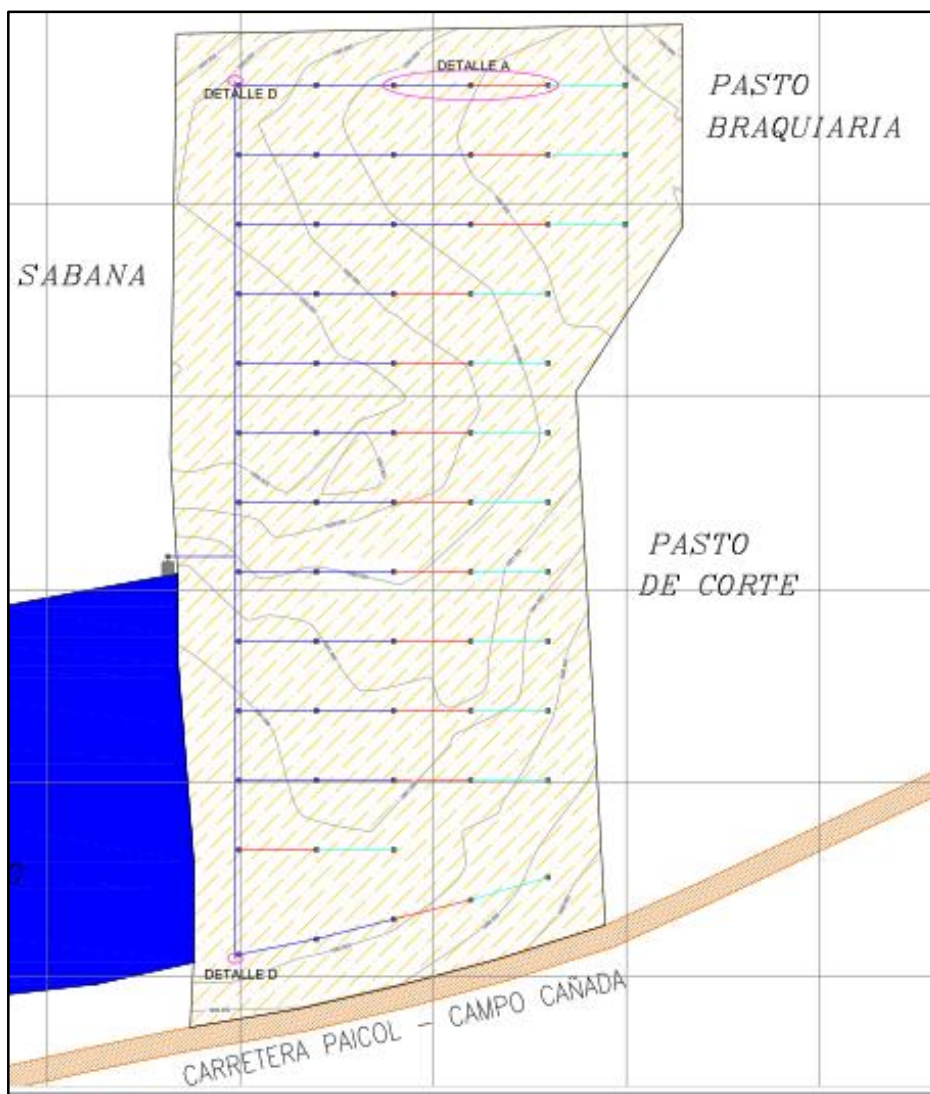 DETALLE A
DETALLE D
PASTO
BRAQUIARIA
SABANA
PASTO
DE CORTE
DETALLE D
CARRETERA PAICOL - CAMPO CAÑADA